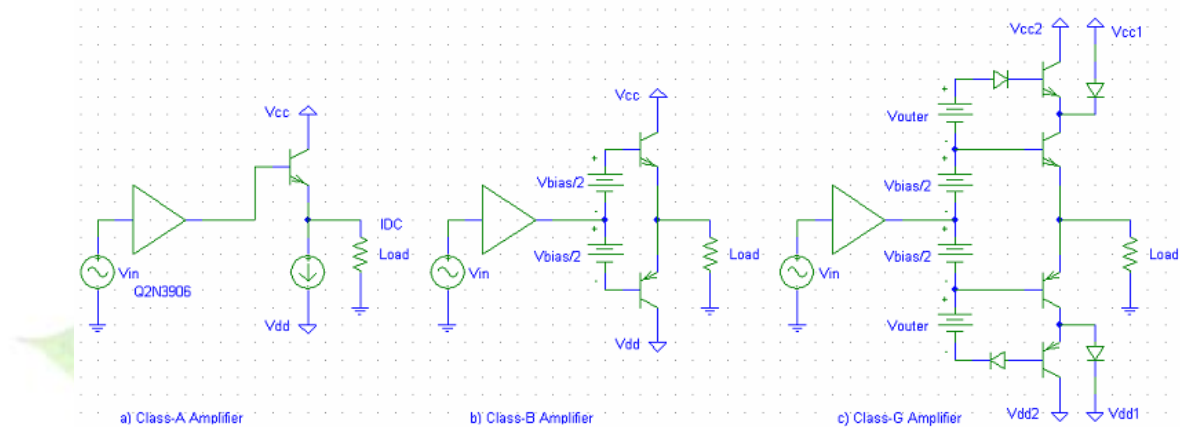 Vcc
IDC
Load
Vin
Q2N3906
Vdd
a) Class-A Amplifier
Vcc
+
Vbias/2
-
+
Vbias/2
-
Load
Vin
Vdd
b) Class-B Amplifier
Vcc2
Vcc1
+
Vouter
-
+
Vbias/2
-
+
Vbias/2
-
+
Vouter
-
Load
Vin
Vdd2
Vdd1
c) Class-G Amplifier